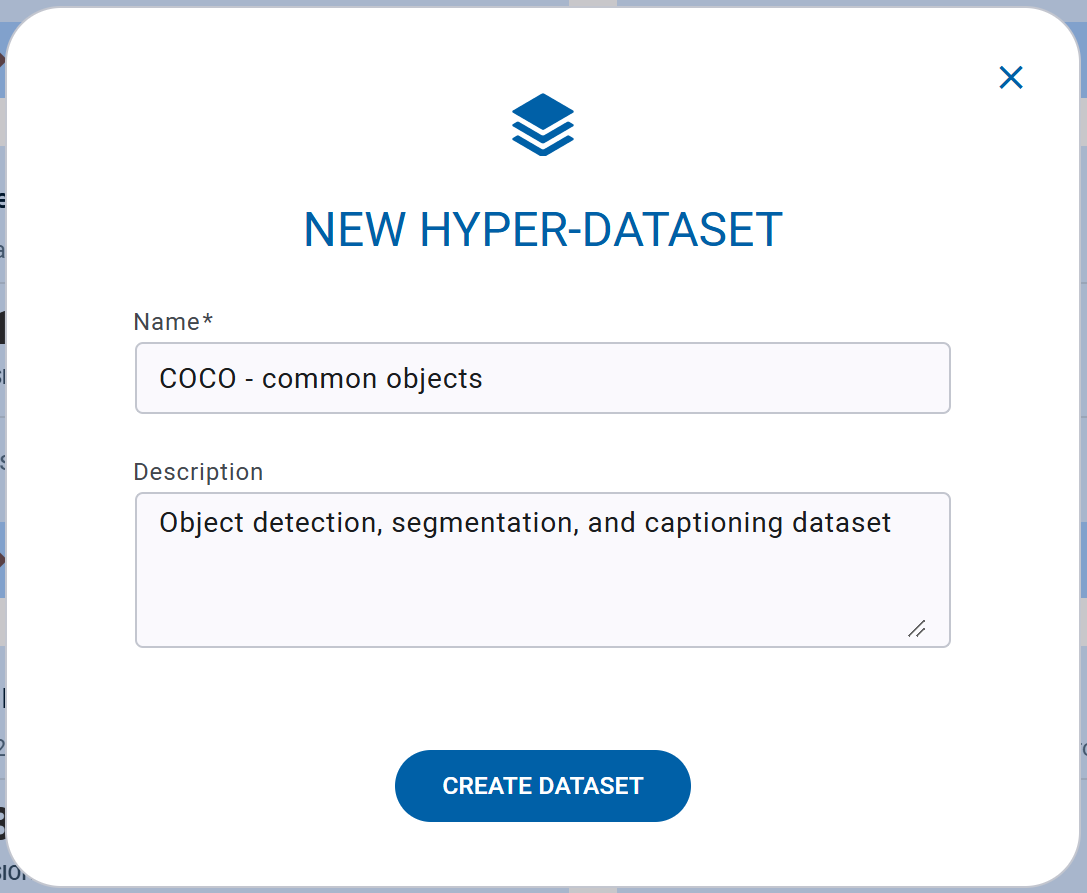 NEW HYPER-DATASET
Name*
COCO - common objects
Description
Object detection, segmentation, and captioning dataset
CREATE DATASET